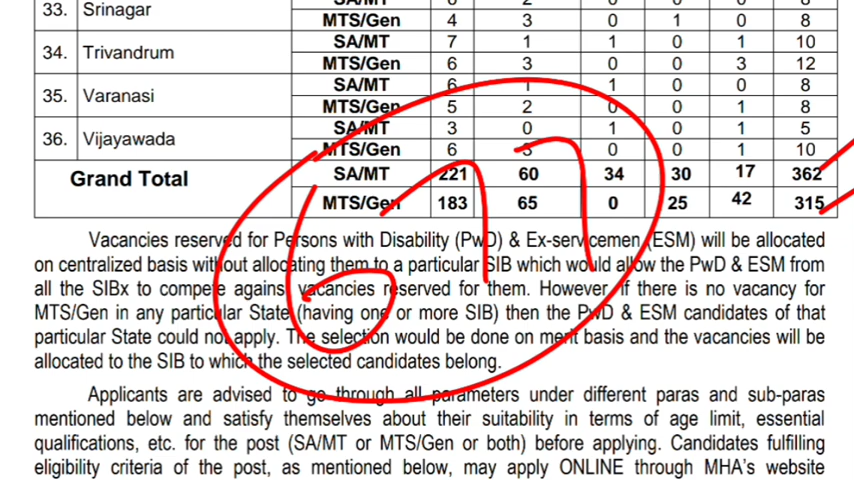 33. Srinagar SA/MT
MTS/Gen 4 3 0 1 0 8
34. Trivandrum SA/MT 7 1 1 0 1 10
MTS/Gen 6 3 0 0 3 12
35. Varanasi SA/MT 6 1 1 0 0 8
MTS/Gen 5 2 0 0 1 8
36. Vijayawada SA/MT 3 0 1 0 1 5
MTS/Gen 6 3 0 0 1 10
Grand Total SA/MT 221 60 34 30 17 362
MTS/Gen 183 65 0 25 42 315
677
Vacancies reserved for Persons with Disability (PwD) & Ex-servicemen (ESM) will be allocated
on centralized basis without allocating them to a particular SIB which would allow the PwD & ESM from
all the SIBx to compete against vacancies reserved for them. However, if there is no vacancy for
MTS/Gen in any particular State (having one or more SIB) then the PwD & ESM candidates of that
particular State could not apply. The selection would be done on merit basis and the vacancies will be
allocated to the SIB to which the selected candidates belong.
Applicants are advised to go through all parameters under different paras and sub-paras
mentioned below and satisfy themselves about their suitability in terms of age limit, essential
qualifications, etc. for the post (SA/MT or MTS/Gen or both) before applying. Candidates fulfilling
eligibility criteria of the post, as mentioned below, may apply ONLINE through MHA's website